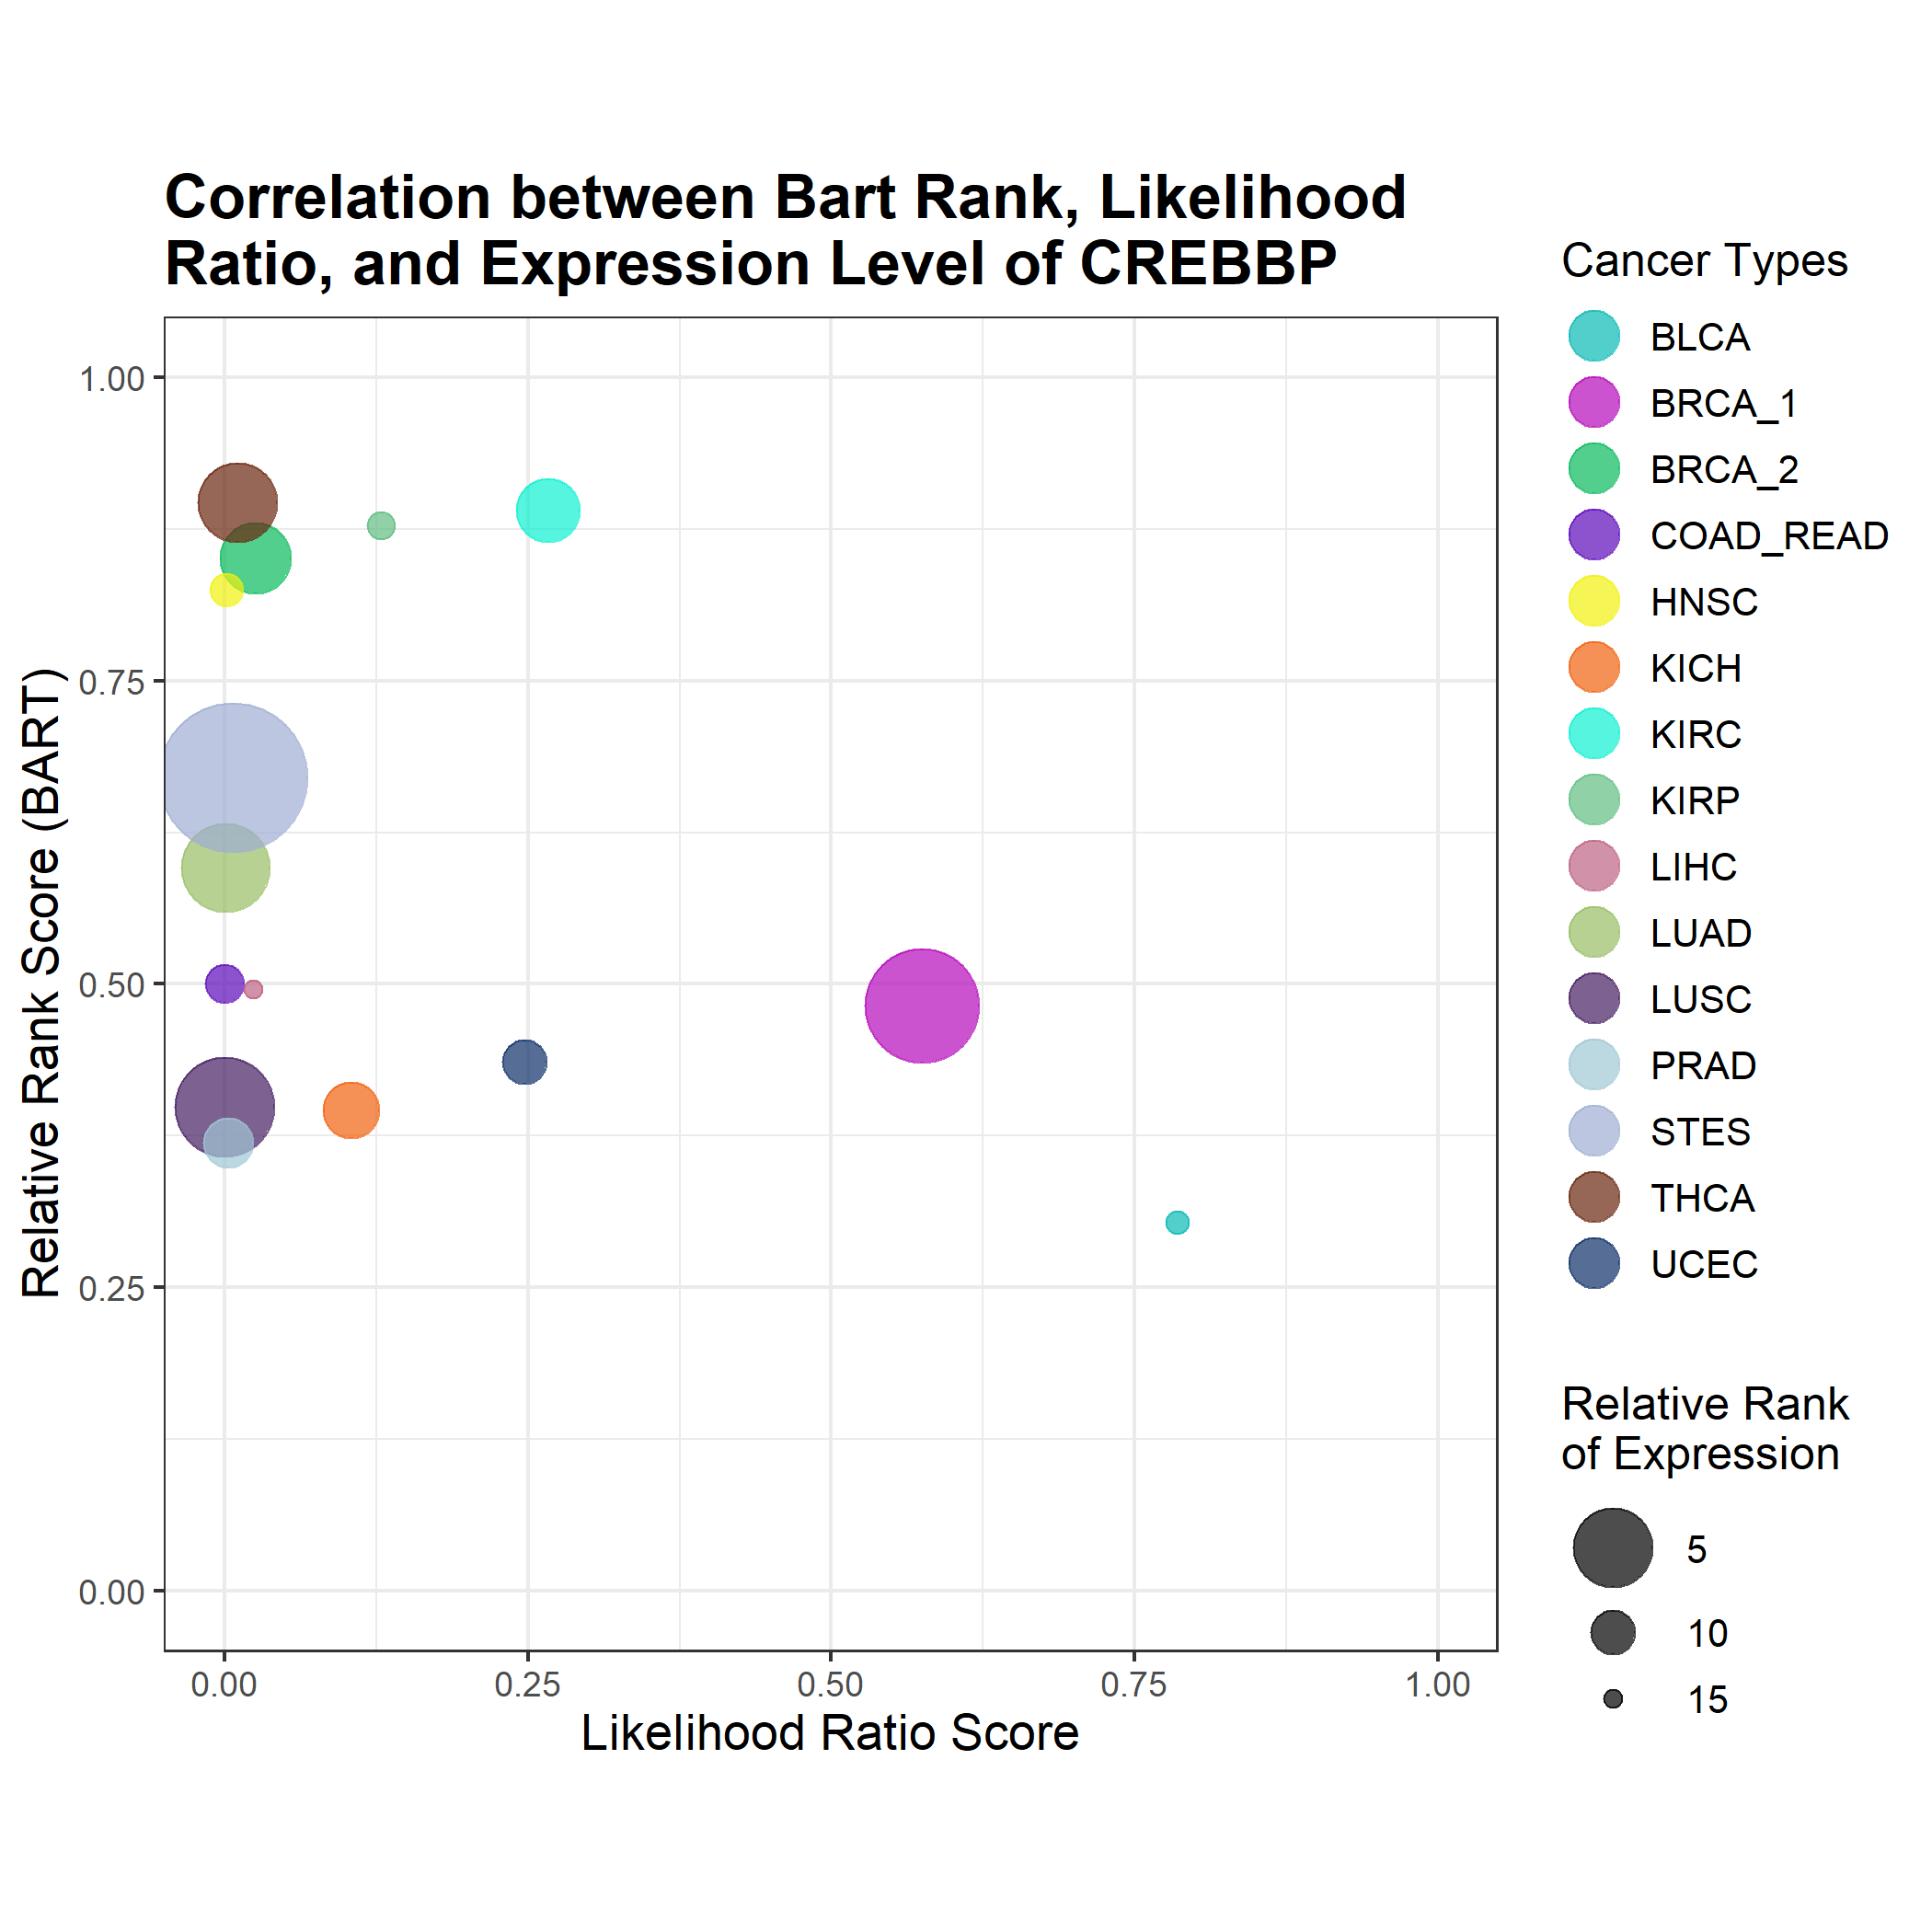 Correlation between Bart Rank, Likelihood
Ratio, and Expression Level of CREBBP
Relative Rank Score (BART)
1.00
0.75
0.50
0.25
0.00
0.00 0.25 0.50 0.75 1.00
Likelihood Ratio Score
Cancer Types
BLCA
BRCA_1
BRCA_2
COAD_READ
HNSC
KICH
KIRC
KIRP
LIHC
LUAD
LUSC
PRAD
STES
THCA
UCEC
Relative Rank
of Expression
5
10
15